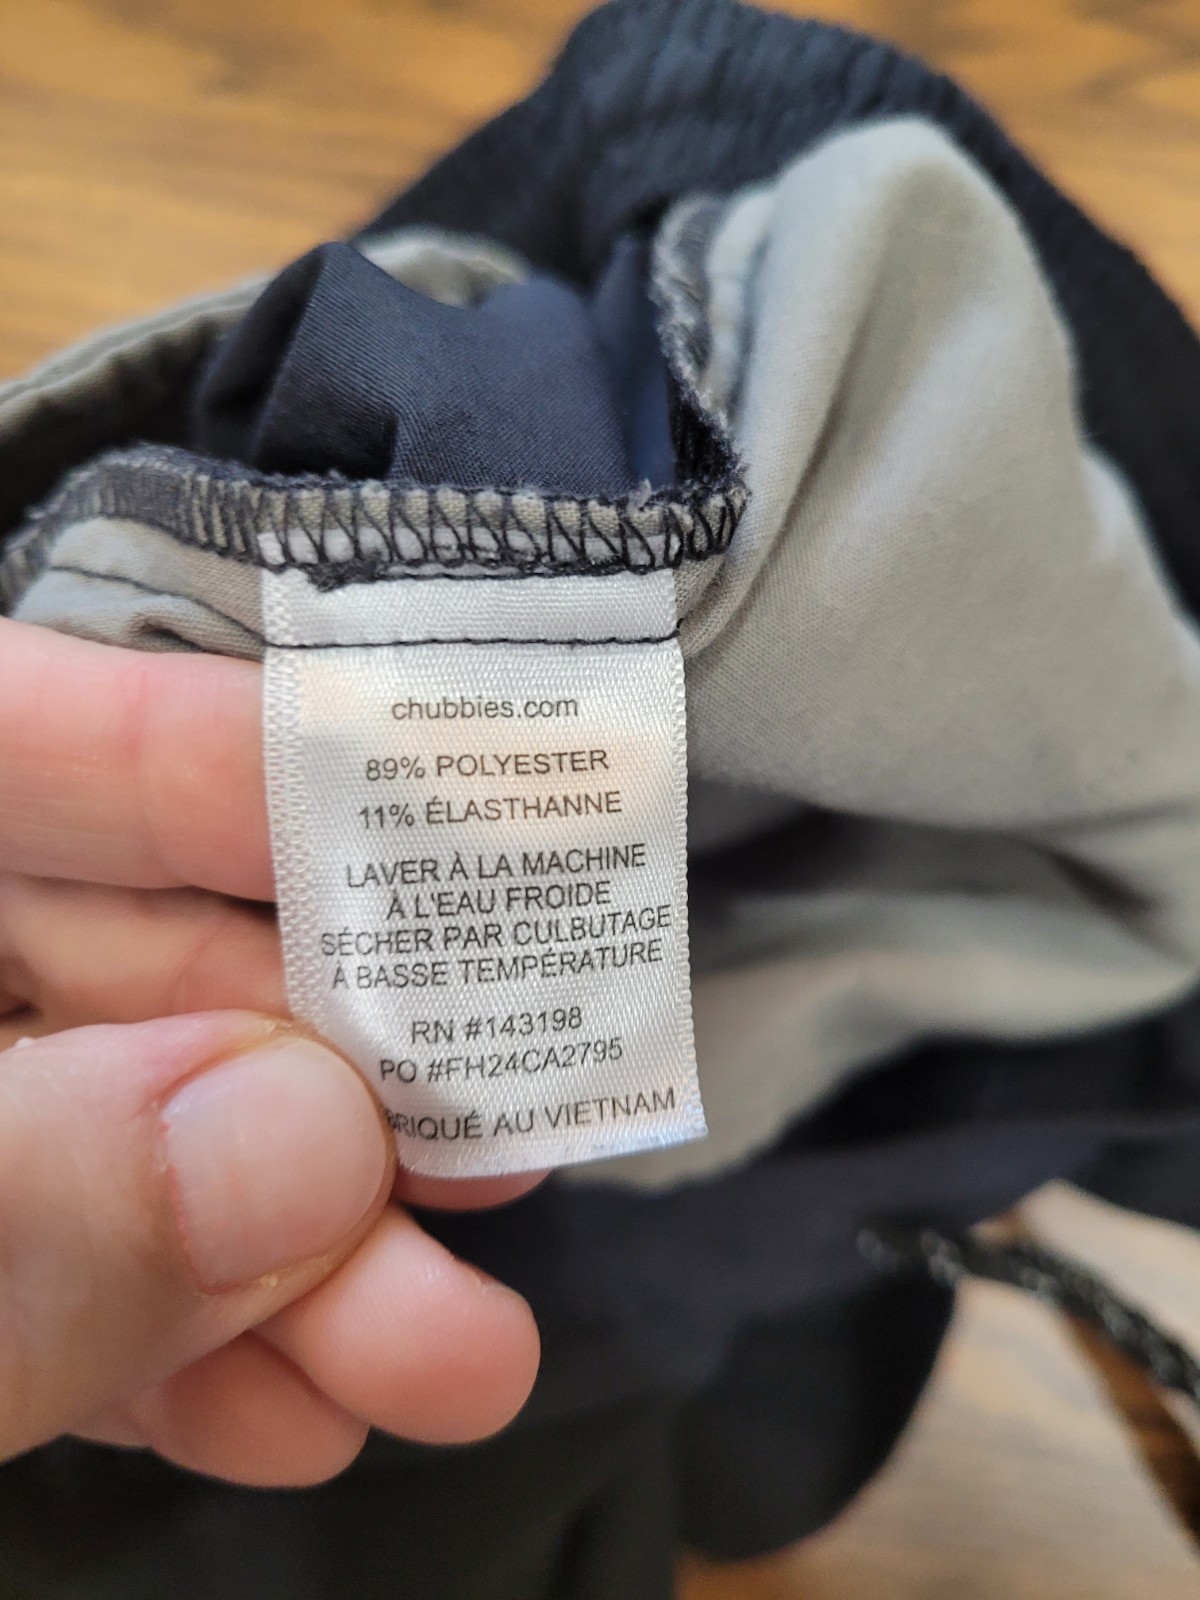 chubbies.com
89% POLYESTER
11% ÉLASTHANNE
LAVER À LA MACHINE
À L'EAU FROIDE
SÉCHER PAR CULBUTAGE
À BASSE TEMPÉRATURE
RN #143198
PO #FH24CA2795
BRIQUÉ AU VIETNAM